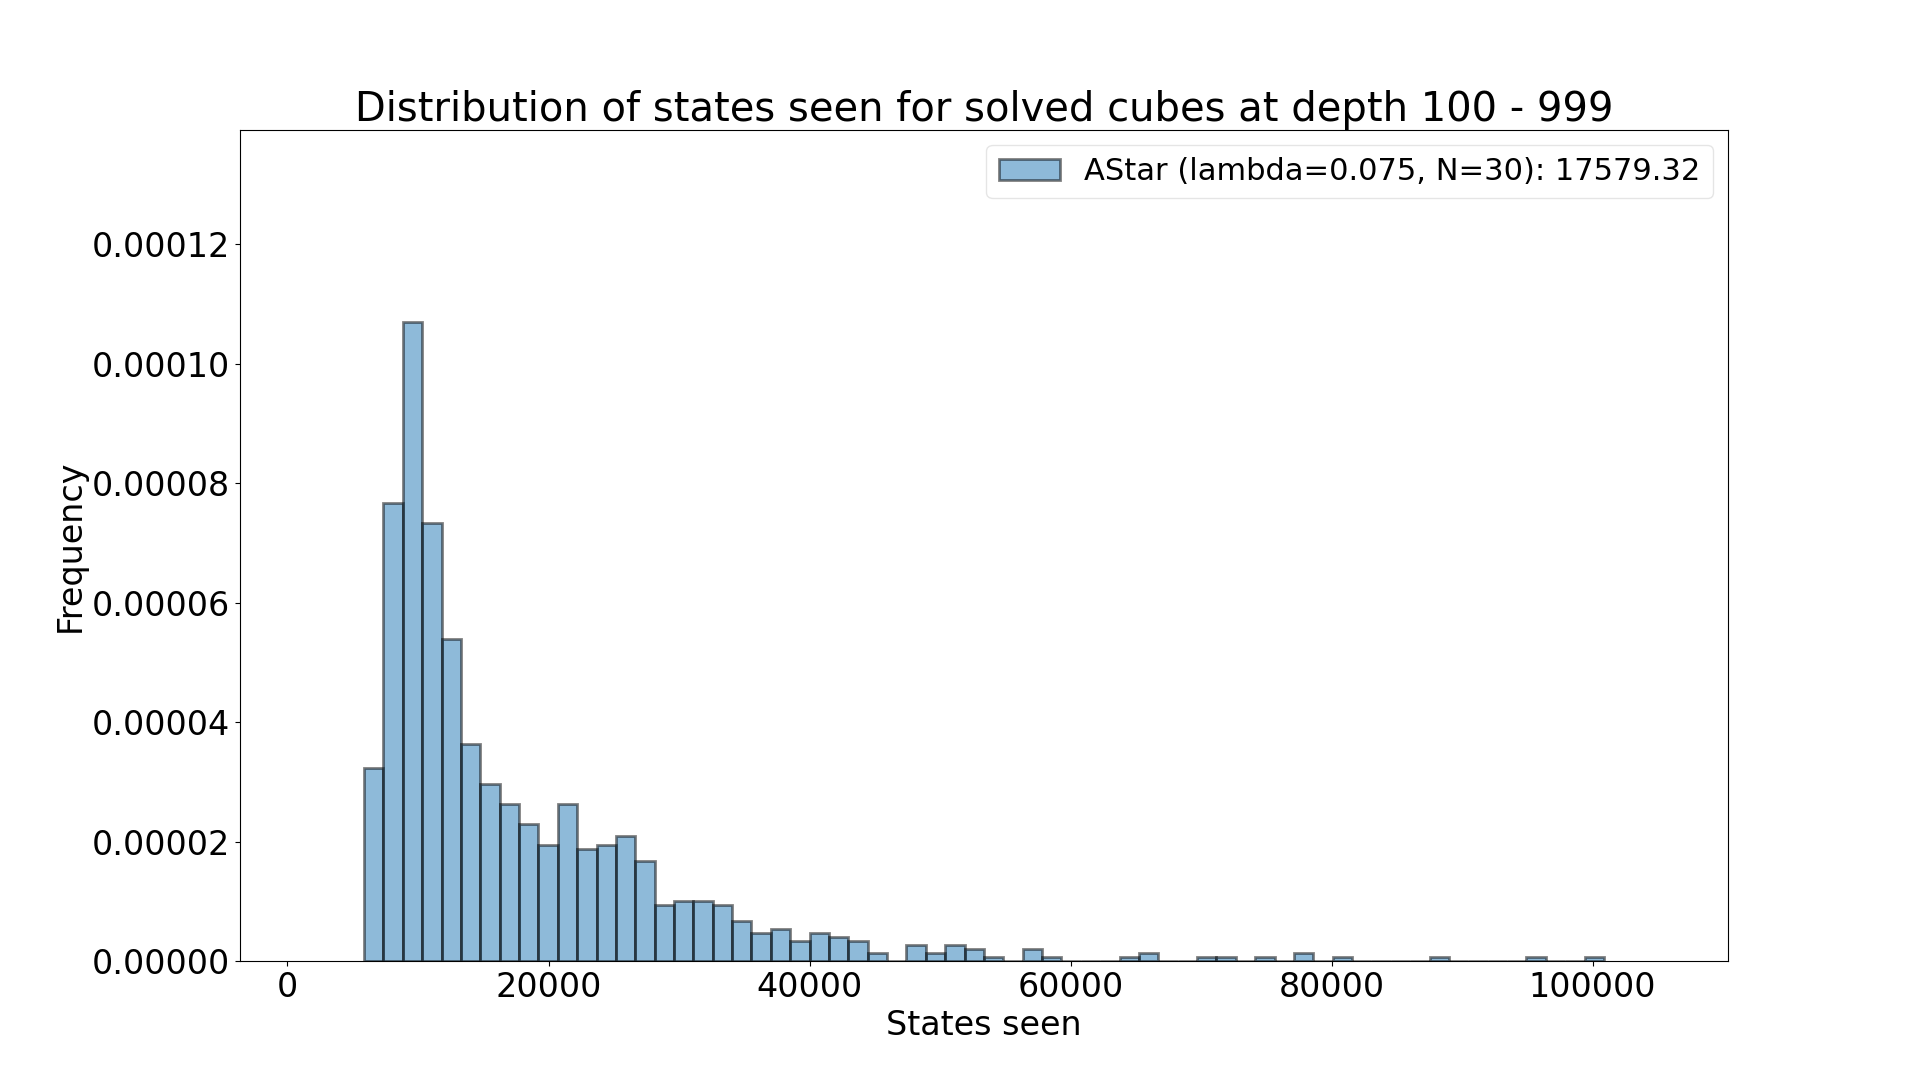 Distribution of states seen for solved cubes at depth 100 - 999
AStar (lambda=0.075, N=30): 17579.32
0.00012
0.00010
0.00008
0.00006
0.00004
0.00002
0.00000
Frequency
0 20000 40000 60000 80000 100000
States seen